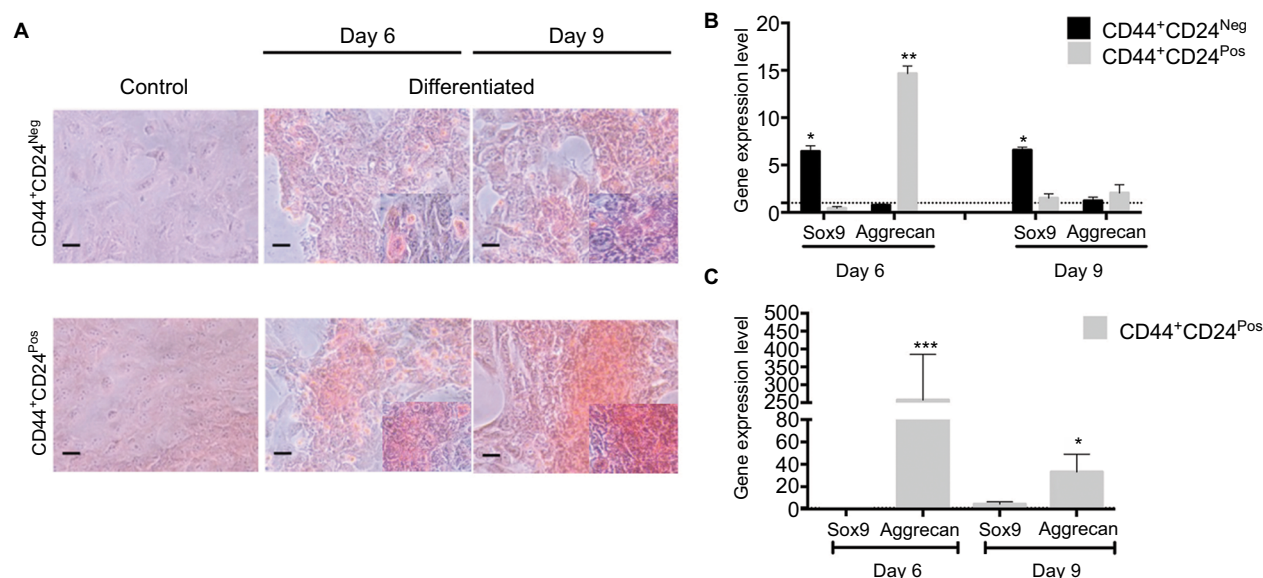 A
Day 6
Day 9
Control
Differentiated
CD44+CD24Neg
CD44+CD24Pos
B
Gene expression level
20
15
10
5
0
CD44+CD24Neg
CD44+CD24Pos
*
**
*
Sox9 Aggrecan
Sox9 Aggrecan
Day 6
Day 9
C
Gene expression level
500
450
400
350
300
250
80
60
40
20
0
CD44+CD24Pos
***
*
Sox9 Aggrecan
Sox9 Aggrecan
Day 6
Day 9